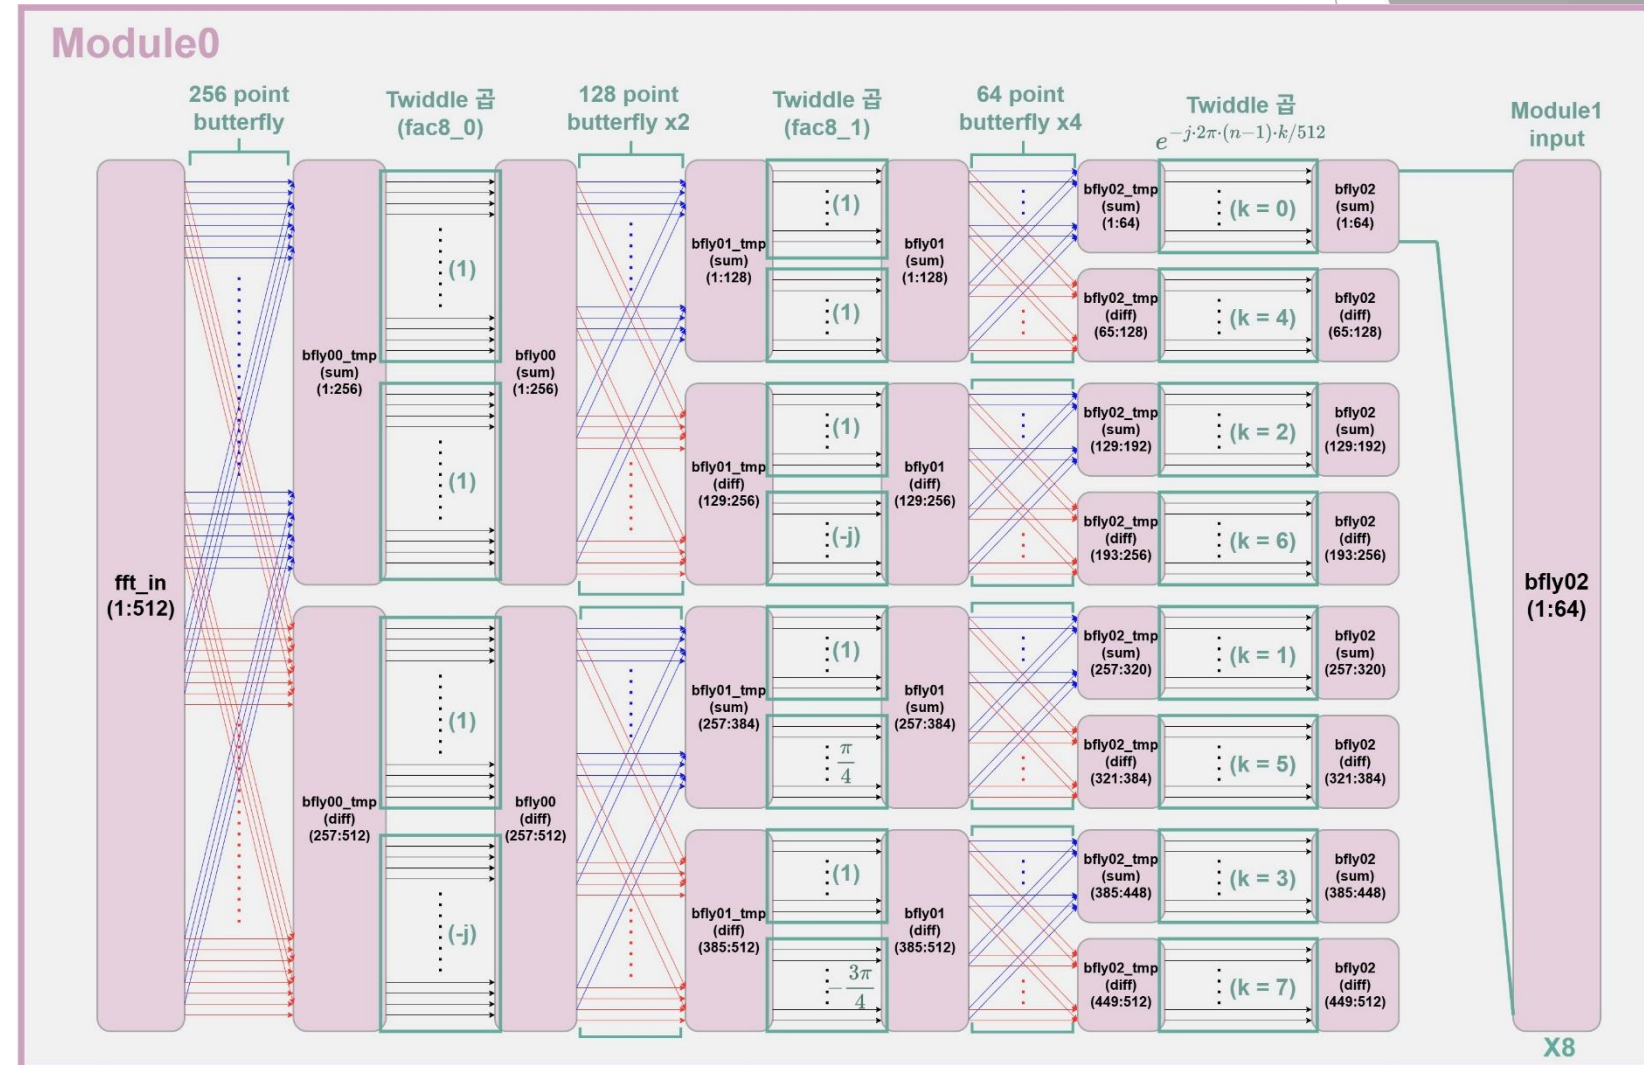 Module0
256 point
butterfly
Twiddle 곱
(fac8_0)
128 point
butterfly x2
Twiddle 곱
(fac8_1)
64 point
butterfly x4
Twiddle 곱
e^{-j·2π·(n-1)·k/512}
Module1
input
fft_in
(1:512)
bfly00_tmp
(sum)
(1:256)
(1)
(1)
bfly00
(sum)
(1:256)
bfly00_tmp
(diff)
(257:512)
(1)
(-j)
bfly00
(diff)
(257:512)
bfly01_tmp
(sum)
(1:128)
(1)
(1)
bfly01
(sum)
(1:128)
bfly01_tmp
(diff)
(129:256)
(1)
(-j)
bfly01
(diff)
(129:256)
bfly01_tmp
(sum)
(257:384)
(1)
π
4
bfly01
(sum)
(257:384)
bfly01_tmp
(diff)
(385:512)
(1)
-3π
4
bfly01
(diff)
(385:512)
bfly02_tmp
(sum)
(1:64)
(k = 0)
bfly02
(sum)
(1:64)
bfly02_tmp
(diff)
(65:128)
(k = 4)
bfly02
(diff)
(65:128)
bfly02_tmp
(sum)
(129:192)
(k = 2)
bfly02
(sum)
(129:192)
bfly02_tmp
(diff)
(193:256)
(k = 6)
bfly02
(diff)
(193:256)
bfly02_tmp
(sum)
(257:320)
(k = 1)
bfly02
(sum)
(257:320)
bfly02_tmp
(diff)
(321:384)
(k = 5)
bfly02
(diff)
(321:384)
bfly02_tmp
(sum)
(385:448)
(k = 3)
bfly02
(sum)
(385:448)
bfly02_tmp
(diff)
(449:512)
(k = 7)
bfly02
(diff)
(449:512)
bfly02
(1:64)
X8